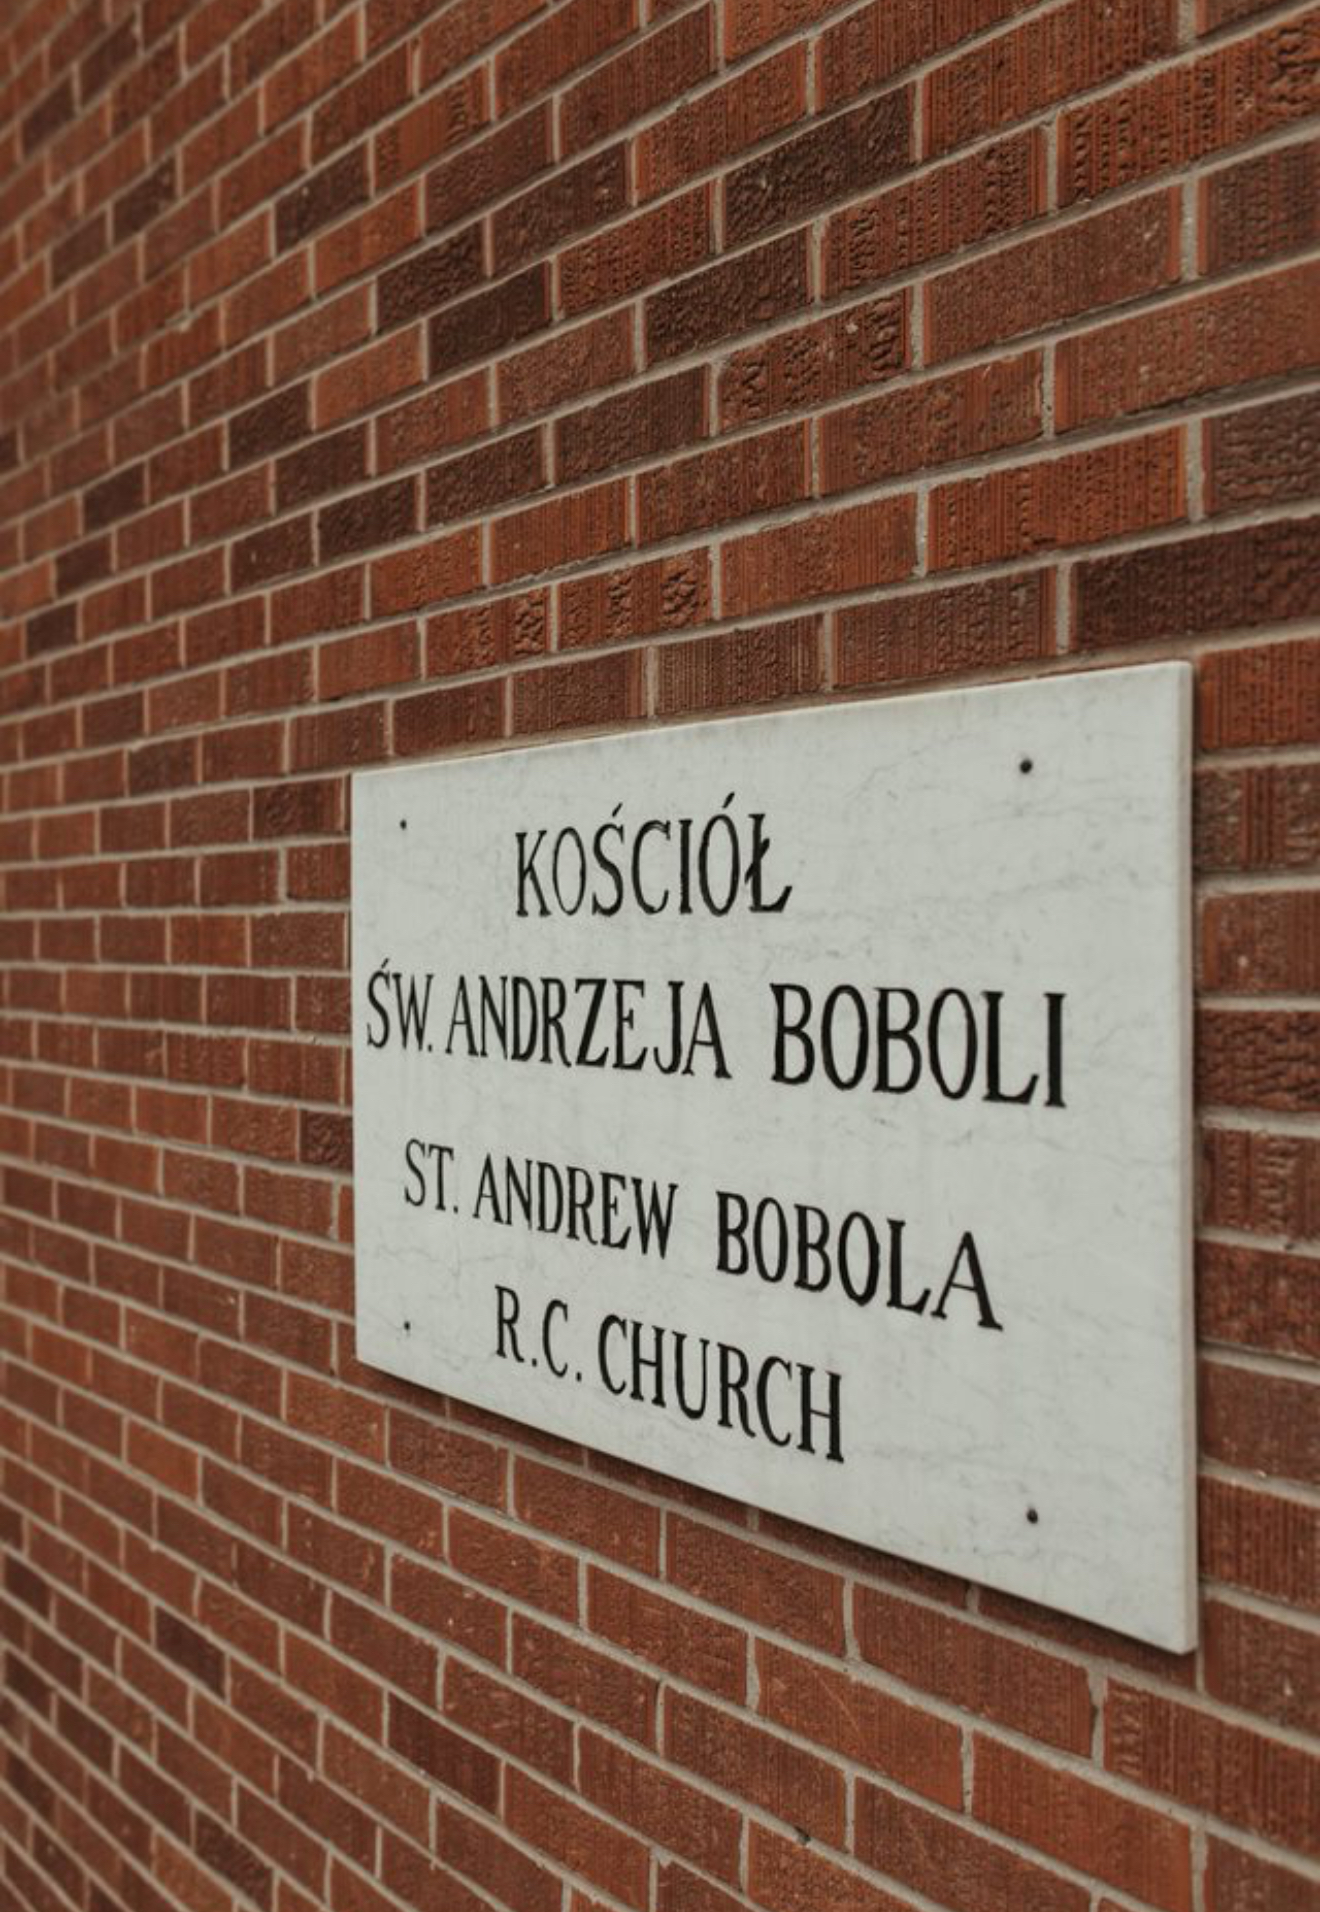 KOŚCIÓŁ
ŚW. ANDRZEJA BOBOLI
ST. ANDREW BOBOLA
R.C. CHURCH